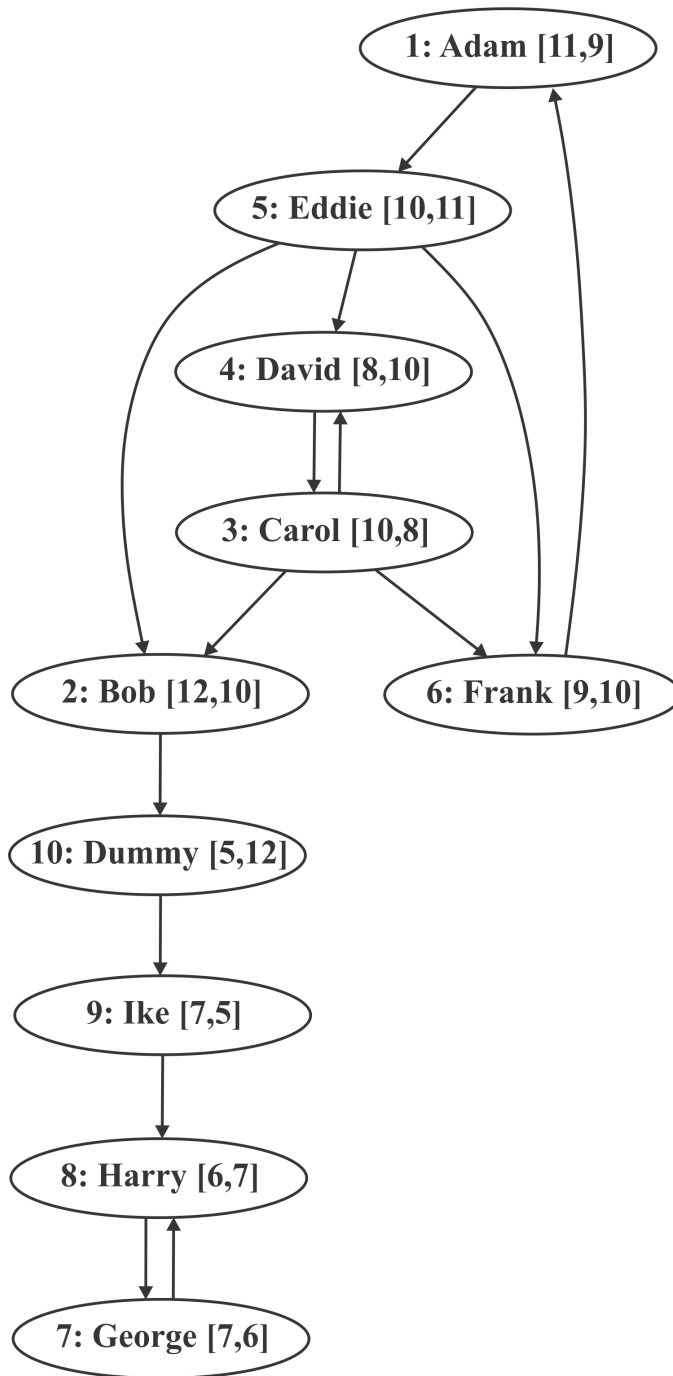 1: Adam [11,9]
5: Eddie [10,11]
4: David [8,10]
3: Carol [10,8]
2: Bob [12,10]
6: Frank [9,10]
10: Dummy [5,12]
9: Ike [7,5]
8: Harry [6,7]
7: George [7,6]